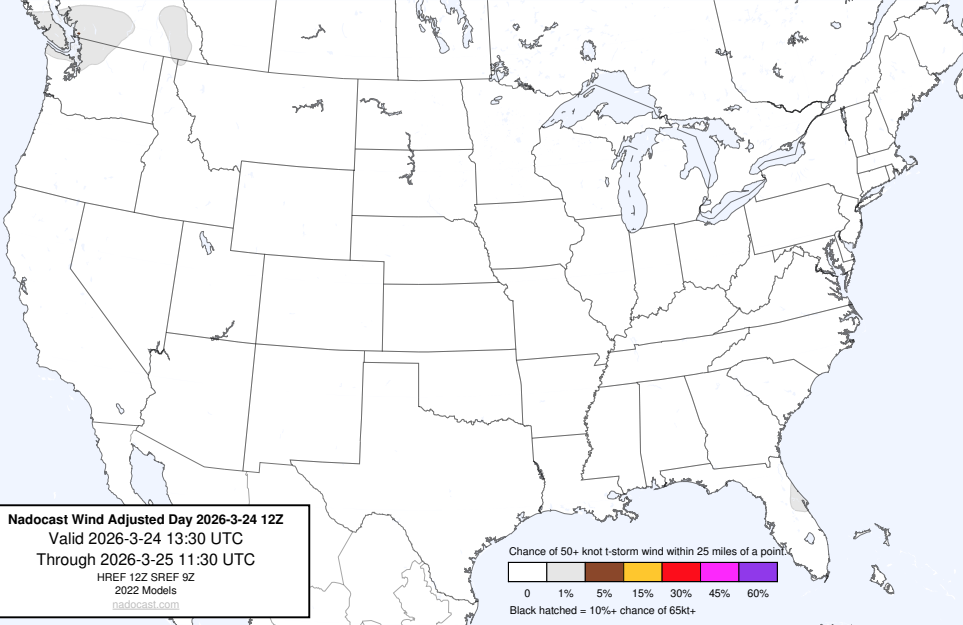 Nadocast Wind Adjusted Day 2026-3-24 12Z
Valid 2026-3-24 13:30 UTC
Through 2026-3-25 11:30 UTC
HREF 12Z SREF 9Z
2022 Models
nadocast.com
Chance of 50+ knot t-storm wind within 25 miles of a point.
0 1% 5% 15% 30% 45% 60%
Black hatched = 10%+ chance of 65kt+